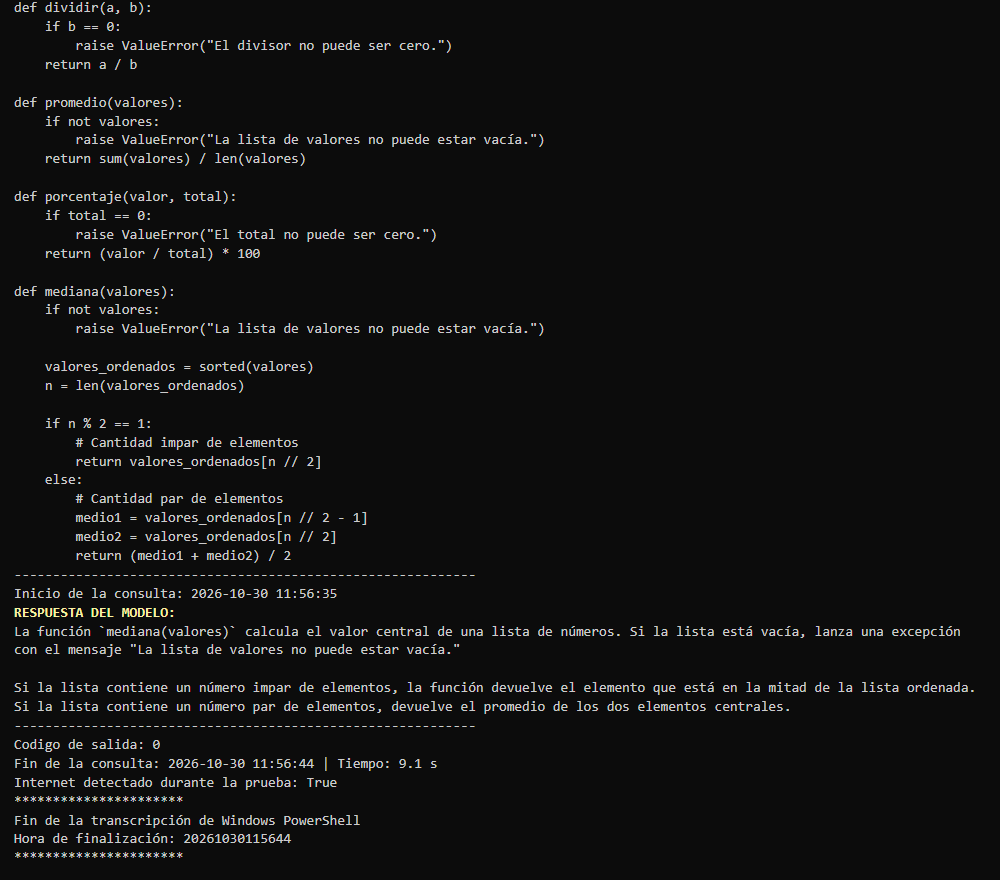 def dividir(a, b):
    if b == 0:
        raise ValueError("El divisor no puede ser cero.")
    return a / b

def promedio(valores):
    if not valores:
        raise ValueError("La lista de valores no puede estar vacía.")
    return sum(valores) / len(valores)

def porcentaje(valor, total):
    if total == 0:
        raise ValueError("El total no puede ser cero.")
    return (valor / total) * 100

def mediana(valores):
    if not valores:
        raise ValueError("La lista de valores no puede estar vacía.")

    valores_ordenados = sorted(valores)
    n = len(valores_ordenados)

    if n % 2 == 1:
        # Cantidad impar de elementos
        return valores_ordenados[n // 2]
    else:
        # Cantidad par de elementos
        medio1 = valores_ordenados[n // 2 - 1]
        medio2 = valores_ordenados[n // 2]
        return (medio1 + medio2) / 2
------------------------------------------------------------
Inicio de la consulta: 2026-10-30 11:56:35
RESPUESTA DEL MODELO:
La función `mediana(valores)` calcula el valor central de una lista de números. Si la lista está vacía, lanza una excepción
con el mensaje "La lista de valores no puede estar vacía."

Si la lista contiene un número impar de elementos, la función devuelve el elemento que está en la mitad de la lista ordenada.
Si la lista contiene un número par de elementos, devuelve el promedio de los dos elementos centrales.
------------------------------------------------------------
Codigo de salida: 0
Fin de la consulta: 2026-10-30 11:56:44 | Tiempo: 9.1 s
Internet detectado durante la prueba: True
**********************
Fin de la transcripción de Windows PowerShell
Hora de finalización: 20261030115644
**********************